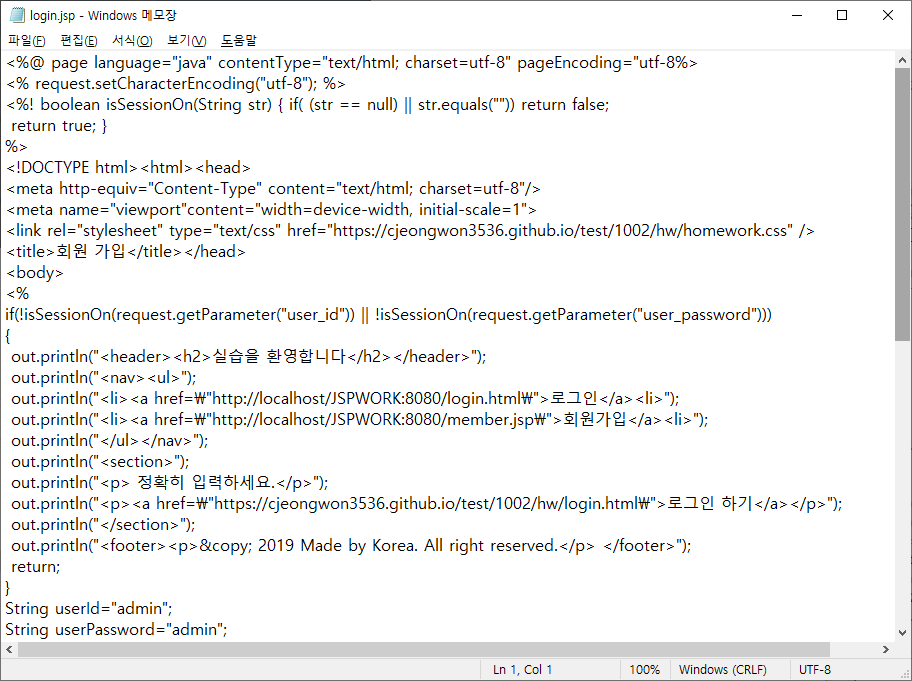 login.jsp - Windows 메모장
파일(F) 편집(E) 서식(O) 보기(V) 도움말
<%@ page language="java" contentType="text/html; charset=utf-8" pageEncoding="utf-8%>
<% request.setCharacterEncoding("utf-8"); %>
<%! boolean isSessionOn(String str) { if( (str == null) || str.equals("")) return false;
 return true; }
%>
<!DOCTYPE html><html><head>
<meta http-equiv="Content-Type" content="text/html; charset=utf-8"/>
<meta name="viewport"content="width=device-width, initial-scale=1">
<link rel="stylesheet" type="text/css" href="https://cjeongwon3536.github.io/test/1002/hw/homework.css" />
<title>회원 가입</title></head>
<body>
<%
if(!isSessionOn(request.getParameter("user_id")) || !isSessionOn(request.getParameter("user_password")))
{
 out.println("<header><h2>실습을 환영합니다</h2></header>");
 out.println("<nav><ul>");
 out.println("<li><a href=₩"http://localhost/JSPWORK:8080/login.html₩">로그인</a><li>");
 out.println("<li><a href=₩"http://localhost/JSPWORK:8080/member.jsp₩">회원가입</a><li>");
 out.println("</ul></nav>");
 out.println("<section>");
 out.println("<p> 정확히 입력하세요.</p>");
 out.println("<p><a href=₩"https://cjeongwon3536.github.io/test/1002/hw/login.html₩">로그인 하기</a></p>");
 out.println("</section>");
 out.println("<footer><p>&copy; 2019 Made by Korea. All right reserved.</p> </footer>");
 return;
}
String userId="admin";
String userPassword="admin";
Ln 1, Col 1 100% Windows (CRLF) UTF-8